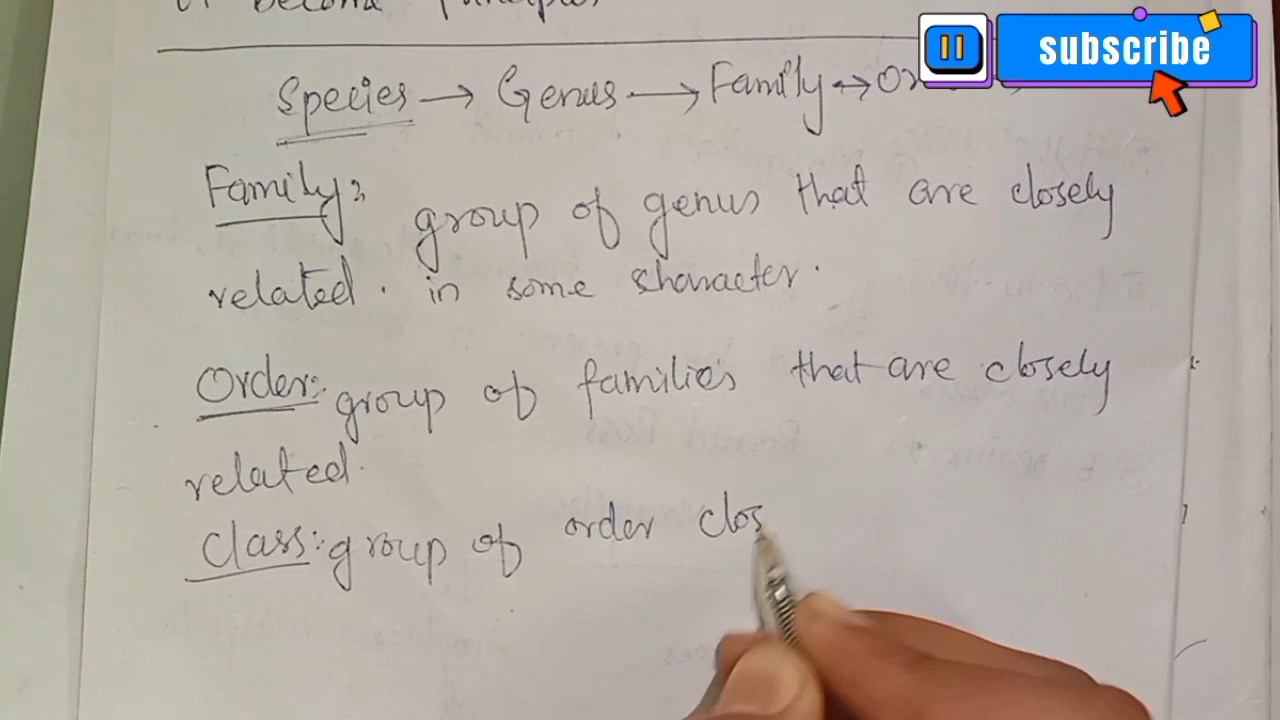 subscribe
Species → Genus → Family →
Family: group of genus that are closely
related. in some character.
Order: group of families that are closely
related.
Class: group of order clos